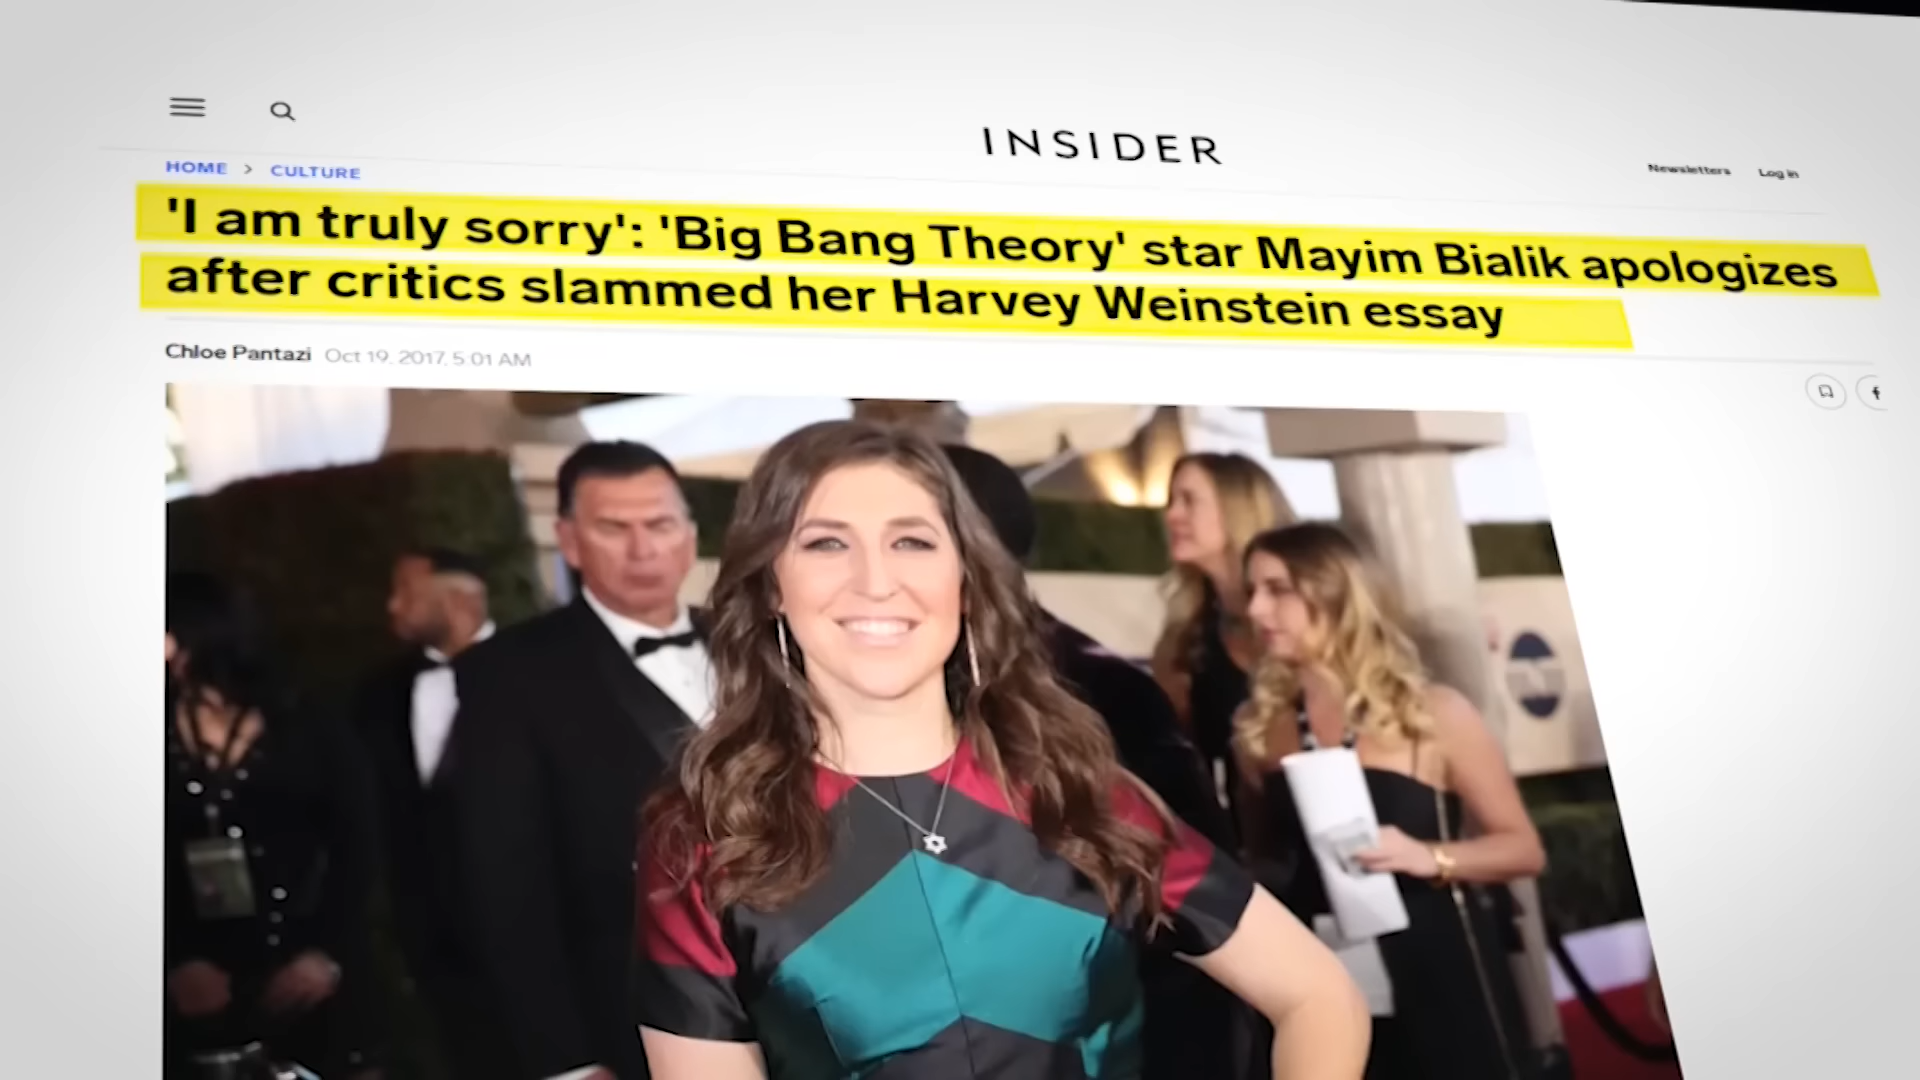 INSIDER
Newsletters Log in
HOME > CULTURE
'I am truly sorry': 'Big Bang Theory' star Mayim Bialik apologizes
after critics slammed her Harvey Weinstein essay
Chloe Pantazi Oct 19, 2017, 5:01 AM